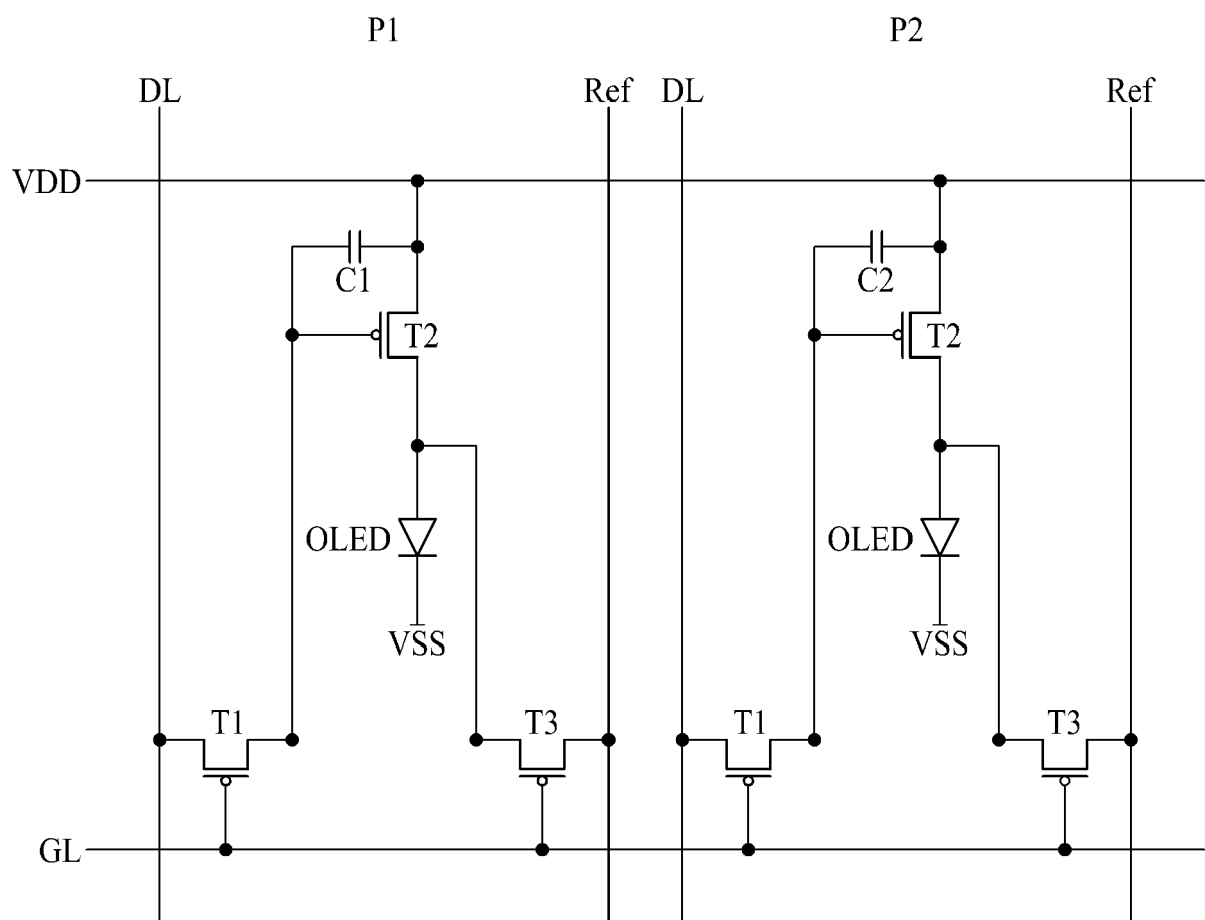 P1 P2
DL Ref DL Ref
VDD
C1 C2
T2 T2
OLED OLED
VSS VSS
T1 T3 T1 T3
GL